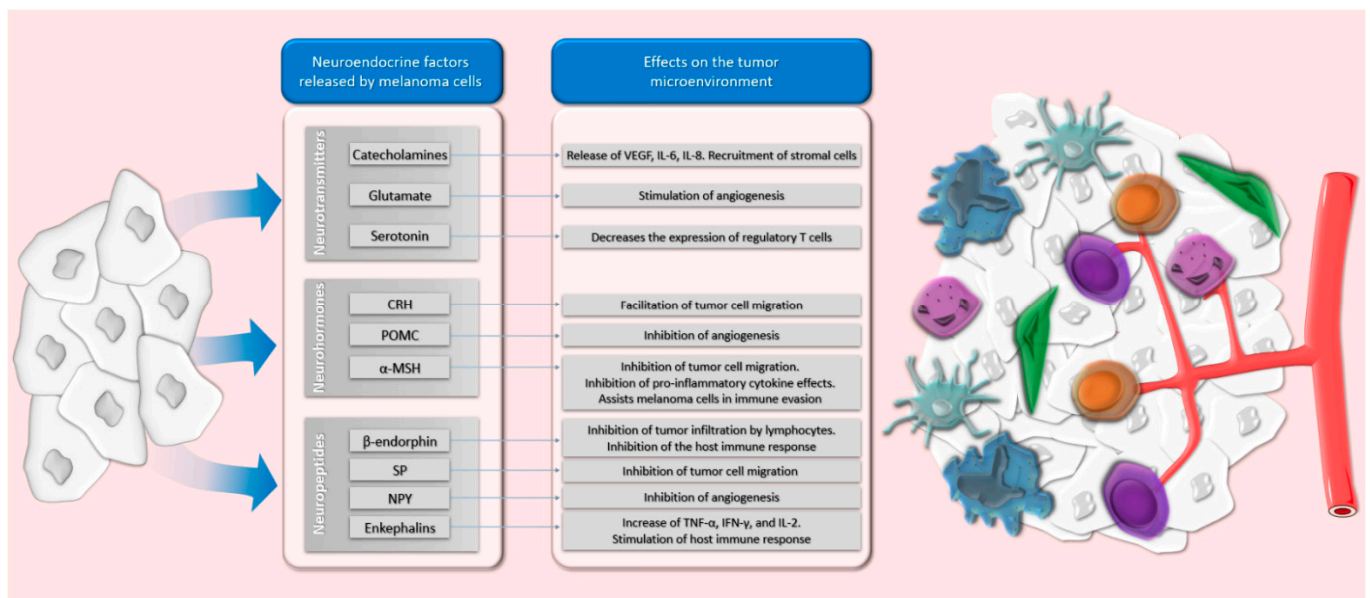 Neuroendocrine factors
released by melanoma cells
Effects on the tumor
microenvironment
Neurotransmitters
Catecholamines
Release of VEGF, IL-6, IL-8. Recruitment of stromal cells
Glutamate
Stimulation of angiogenesis
Serotonin
Decreases the expression of regulatory T cells
Neurohormones
CRH
Facilitation of tumor cell migration
POMC
Inhibition of angiogenesis
α-MSH
Inhibition of tumor cell migration.
Inhibition of pro-inflammatory cytokine effects.
Assists melanoma cells in immune evasion
Neuropeptides
β-endorphin
Inhibition of tumor infiltration by lymphocytes.
Inhibition of the host immune response
SP
Inhibition of tumor cell migration
NPY
Inhibition of angiogenesis
Enkephalins
Increase of TNF-α, IFN-γ, and IL-2.
Stimulation of host immune response